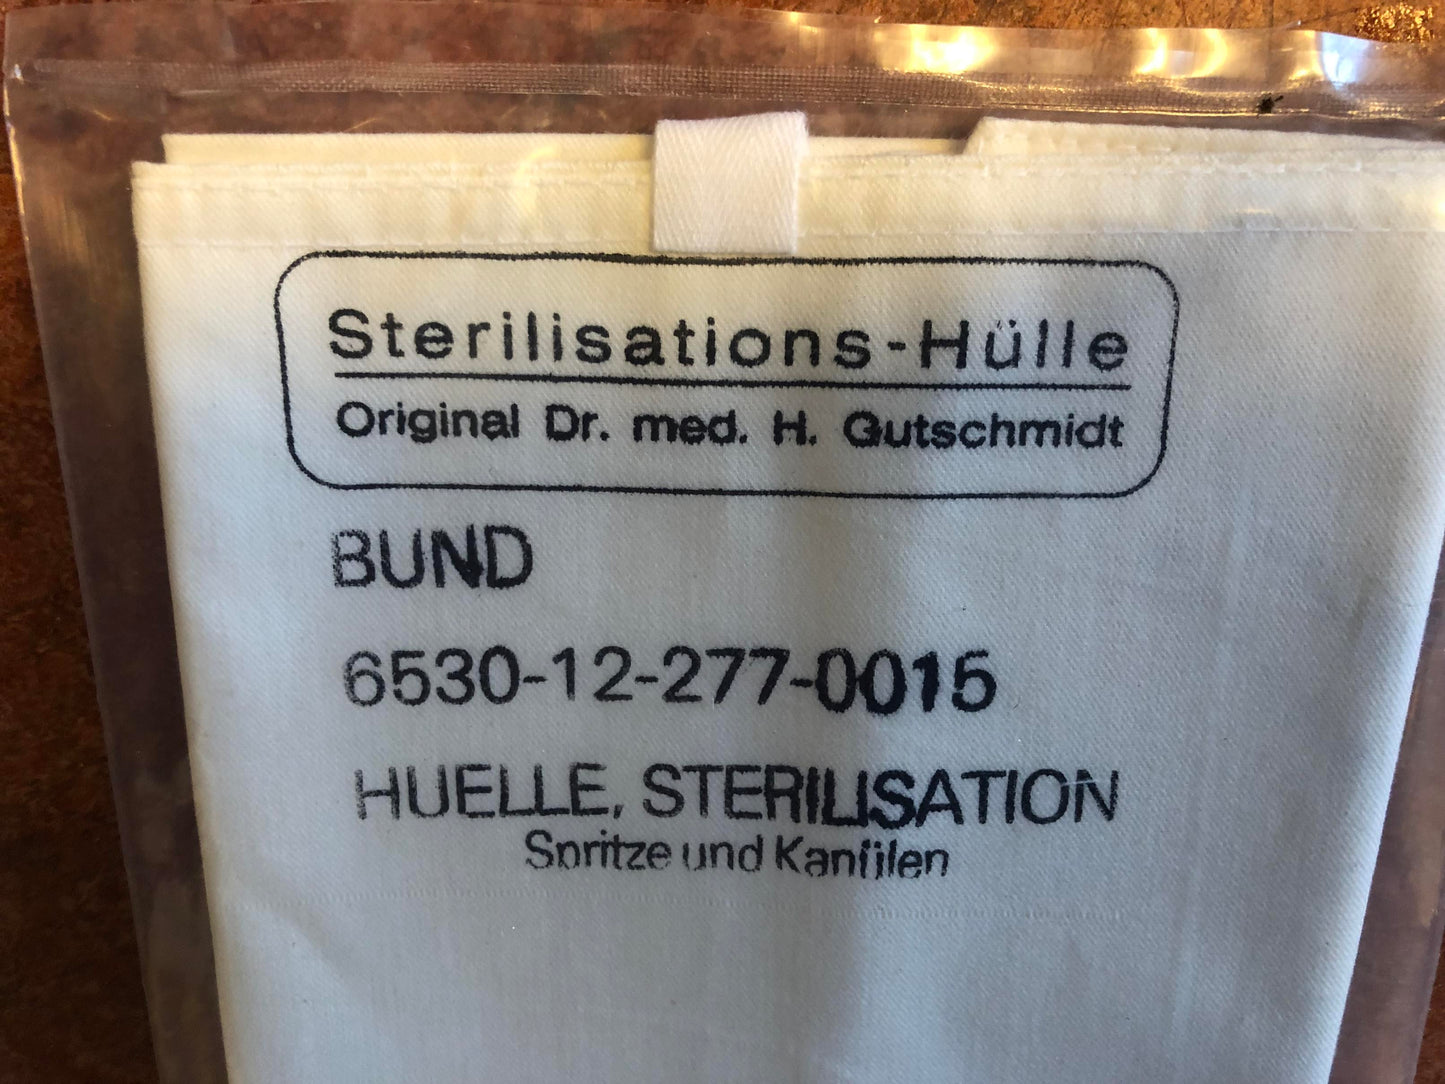 Sterilisations-Hülle
Original Dr. med. H. Gutschmidt
BUND
6530-12-277-0015
HUELLE, STERILISATION
Spritze und Kanülen